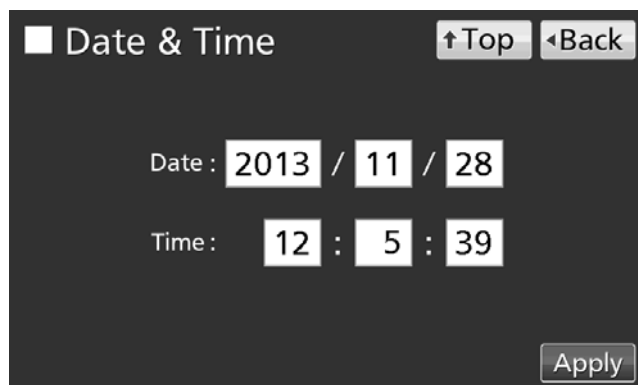 Date & Time ↑Top ◂Back
Date : 2013 / 11 / 28
Time : 12 : 5 : 39
Apply